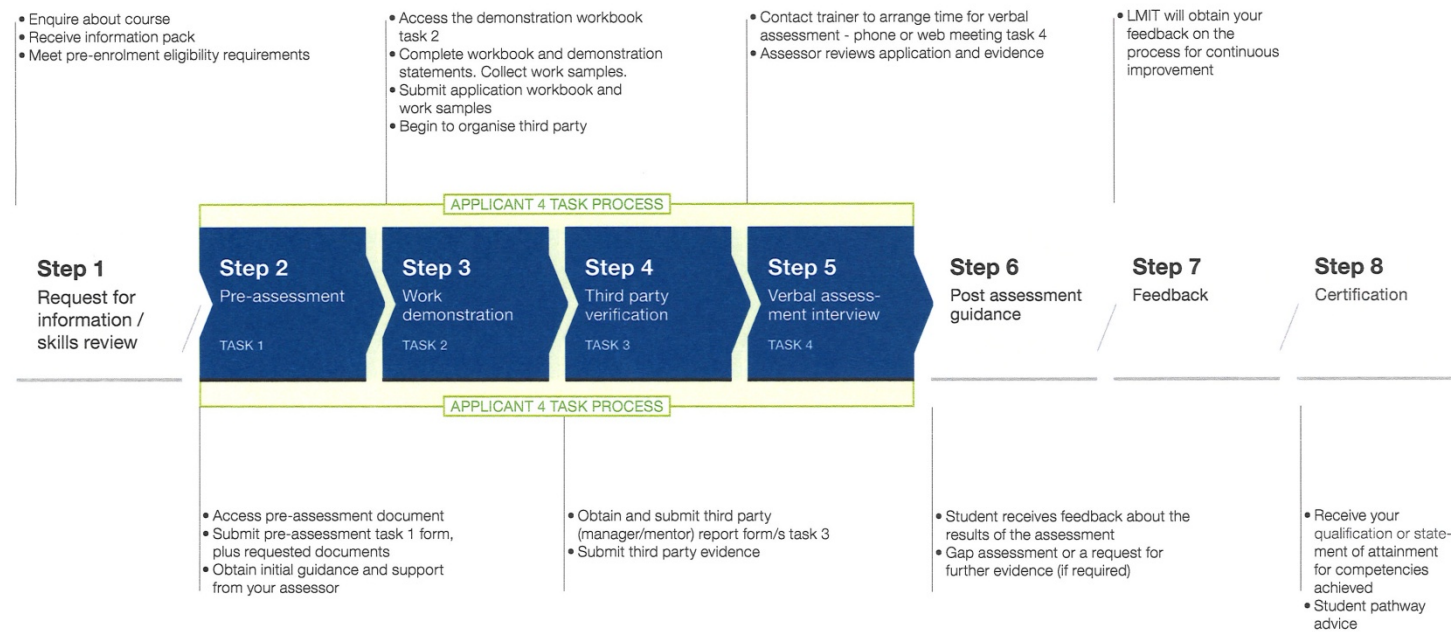 • Enquire about course
• Receive information pack
• Meet pre-enrolment eligibility requirements
• Access the demonstration workbook
task 2
• Complete workbook and demonstration
statements. Collect work samples.
• Submit application workbook and
work samples
• Begin to organise third party
• Contact trainer to arrange time for verbal
assessment - phone or web meeting task 4
• Assessor reviews application and evidence
• LMIT will obtain your
feedback on the
process for continuous
improvement
APPLICANT 4 TASK PROCESS
Step 1
Request for
information /
skills review
Step 2
Pre-assessment
TASK 1
Step 3
Work
demonstration
TASK 2
Step 4
Third party
verification
TASK 3
Step 5
Verbal assess-
ment interview
TASK 4
Step 6
Post assessment
guidance
Step 7
Feedback
Step 8
Certification
APPLICANT 4 TASK PROCESS
• Access pre-assessment document
• Submit pre-assessment task 1 form,
plus requested documents
• Obtain initial guidance and support
from your assessor
• Obtain and submit third party
(manager/mentor) report form/s task 3
• Submit third party evidence
• Student receives feedback about the
results of the assessment
• Gap assessment or a request for
further evidence (if required)
• Receive your
qualification or state-
ment of attainment
for competencies
achieved
• Student pathway
advice